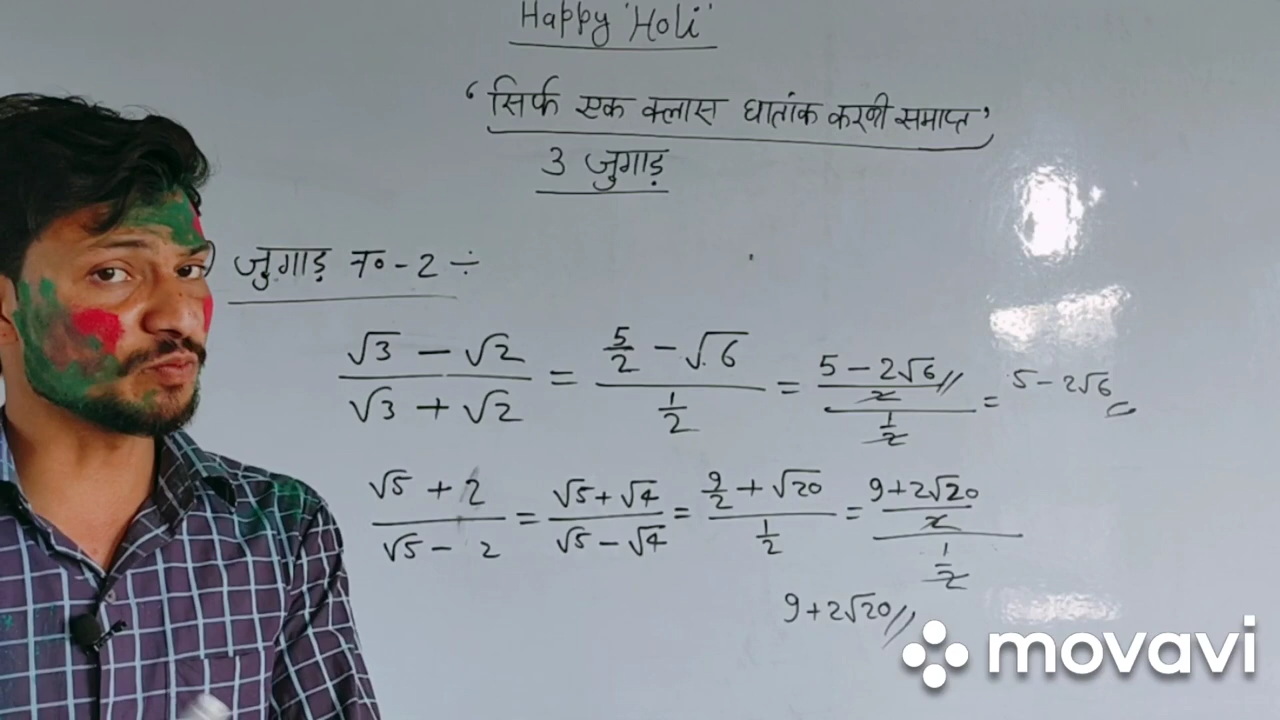 Happy 'Holi'
'सिर्फ एक क्लास घातांक करणी समाप्त'
3 जुगाड़
जुगाड़ न०-2 ÷
(√3 - √2)/(√3 + √2) = (5/2 - √6)/(1/2) = ((5 - 2√6)/2)/(1/2) = 5 - 2√6
(√5 + 2)/(√5 - 2) = (√5 + √4)/(√5 - √4) = (9/2 + √20)/(1/2) = ((9 + 2√20)/2)/(1/2)
9 + 2√20//
movavi